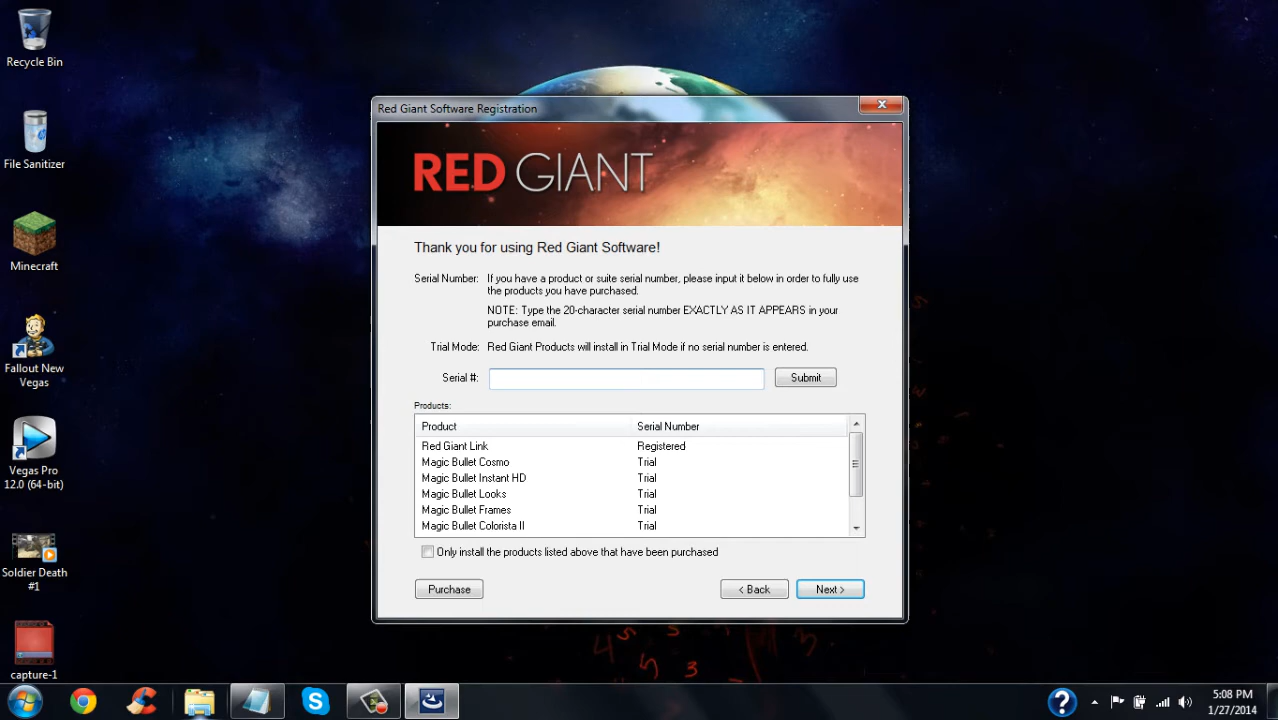 Recycle Bin
File Sanitizer
Minecraft
Fallout New
Vegas
Vegas Pro
12.0 (64-bit)
Soldier Death
#1
capture-1
Red Giant Software Registration
RED GIANT
Thank you for using Red Giant Software!
Serial Number: If you have a product or suite serial number, please input it below in order to fully use
the products you have purchased.
NOTE: Type the 20-character serial number EXACTLY AS IT APPEARS in your
purchase email.
Trial Mode: Red Giant Products will install in Trial Mode if no serial number is entered.
Serial #: Submit
Products:
Product Serial Number
Red Giant Link Registered
Magic Bullet Cosmo Trial
Magic Bullet Instant HD Trial
Magic Bullet Looks Trial
Magic Bullet Frames Trial
Magic Bullet Colorista II Trial
Only install the products listed above that have been purchased
Purchase < Back Next >
5:08 PM
1/27/2014